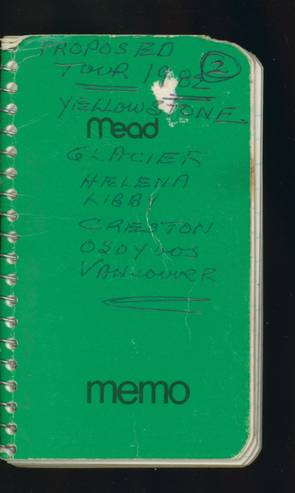 PROPOSED
TOUR 1982 2
YELLOWSTONE
Mead
GLACIER
HELENA
LIBBY
CRESTON
OSOYOOS
VANCOUVER
memo